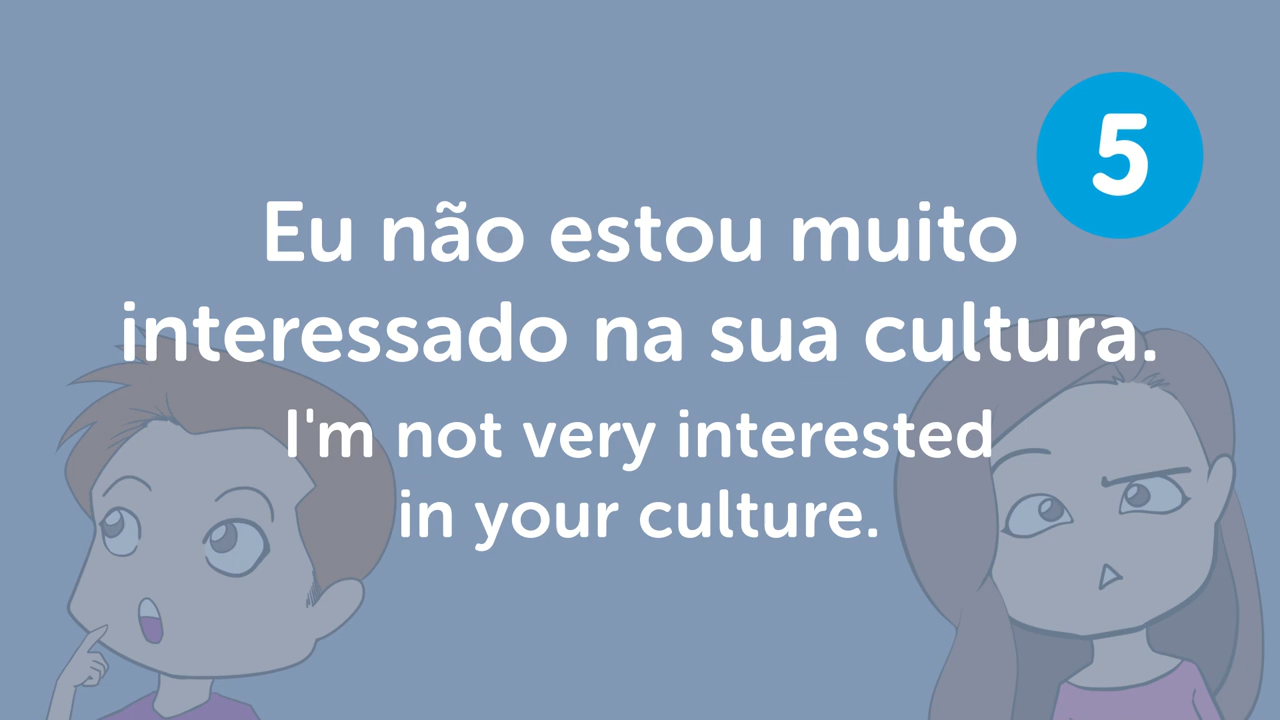 5
Eu não estou muito
interessado na sua cultura.
I'm not very interested
in your culture.